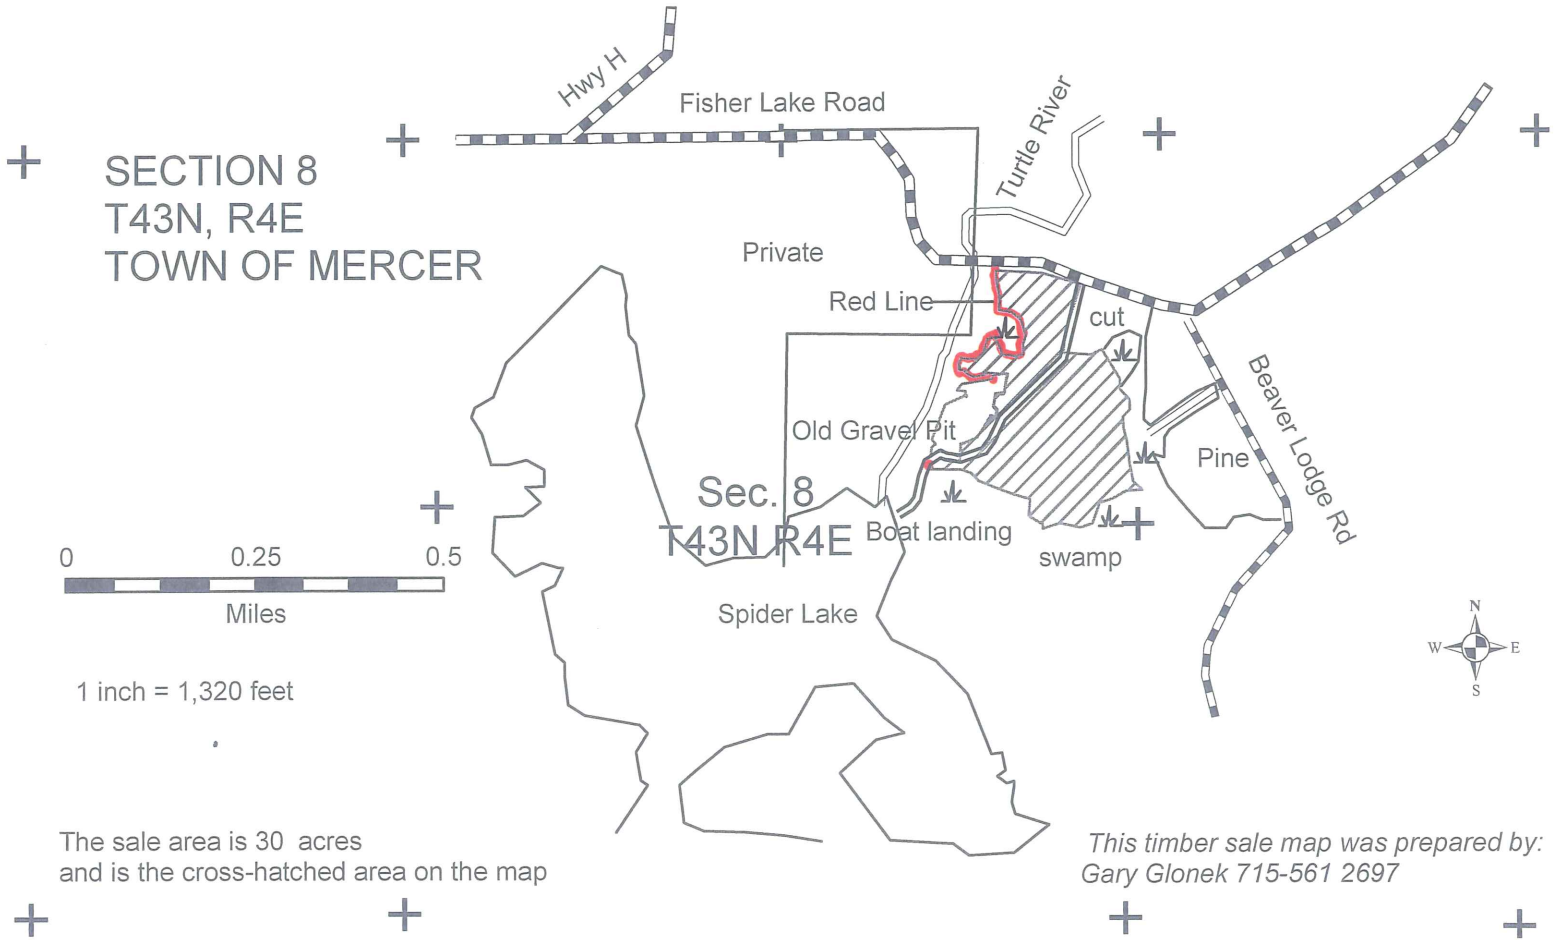 Hwy H
Fisher Lake Road
Turtle River
SECTION 8
T43N, R4E
TOWN OF MERCER
Private
Red Line
cut
Beaver Lodge Rd
Old Gravel Pit
Pine
Sec. 8
T43N R4E
Boat landing
swamp
0 0.25 0.5
Miles
Spider Lake
N
W E
S
1 inch = 1,320 feet
The sale area is 30 acres
and is the cross-hatched area on the map
This timber sale map was prepared by:
Gary Glonek 715-561 2697